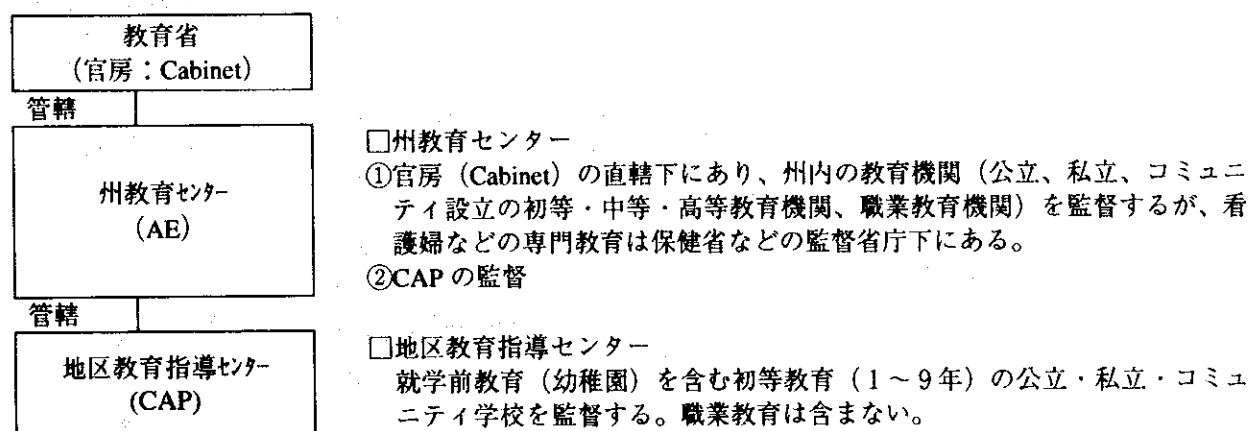 教育省
(官房:Cabinet)
管轄
州教育センター
(AE)
□州教育センター
①官房(Cabinet)の直轄下にあり、州内の教育機関(公立、私立、コミュニ
ティ設立の初等・中等・高等教育機関、職業教育機関)を監督するが、看
護婦などの専門教育は保健省などの監督省庁下にある。
②CAPの監督
管轄
地区教育指導センター
(CAP)
□地区教育指導センター
就学前教育(幼稚園)を含む初等教育(1~9年)の公立・私立・コミュ
ニティ学校を監督する。職業教育は含まない。